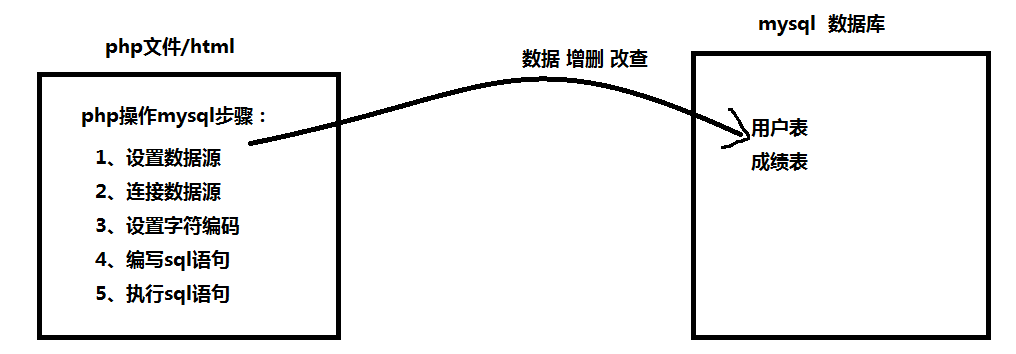 php文件/html
php操作mysql步骤：
1、设置数据源
2、连接数据源
3、设置字符编码
4、编写sql语句
5、执行sql语句
数据 增删 改查
mysql 数据库
用户表
成绩表